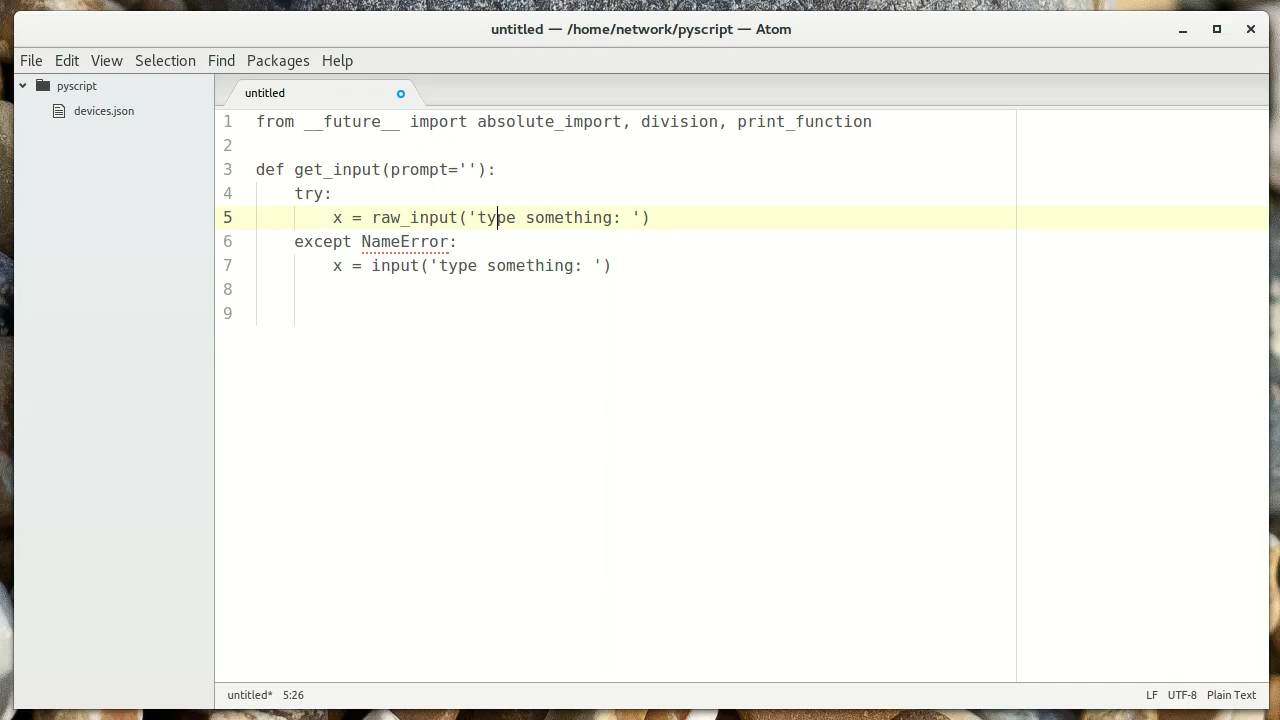 untitled — /home/network/pyscript — Atom
File Edit View Selection Find Packages Help
pyscript
devices.json
untitled
1 from __future__ import absolute_import, division, print_function
2
3 def get_input(prompt=''):
4     try:
5         x = raw_input('type something: ')
6     except NameError:
7         x = input('type something: ')
8
9
untitled* 5:26 LF UTF-8 Plain Text